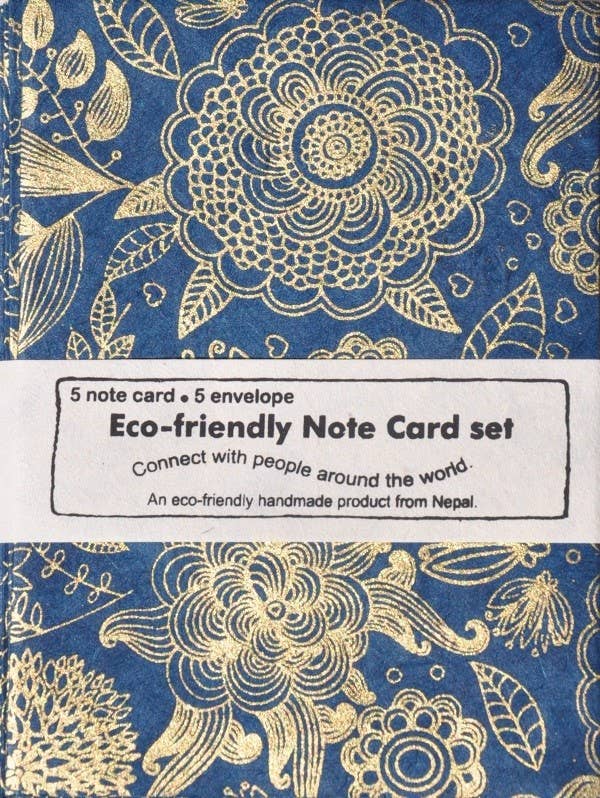 5 note card • 5 envelope
Eco-friendly Note Card set
Connect with people around the world.
An eco-friendly handmade product from Nepal.